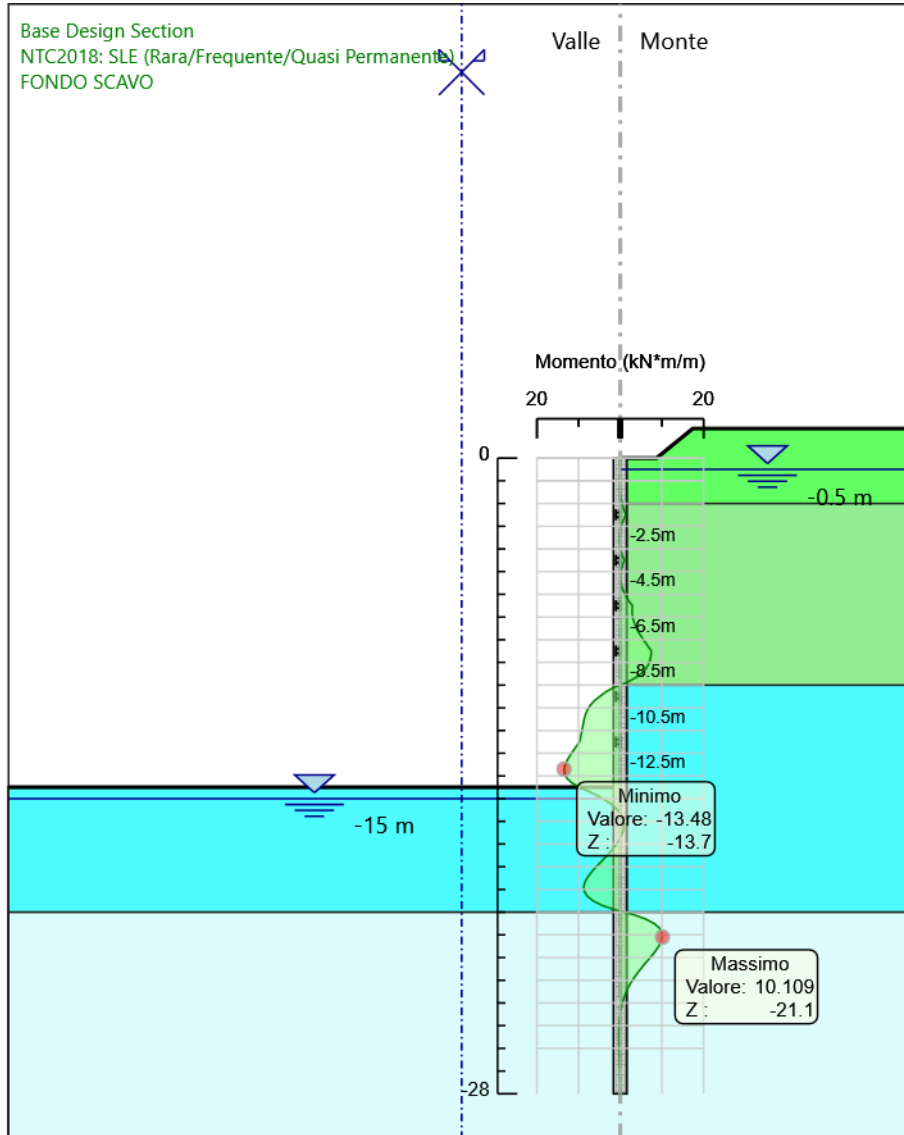 Base Design Section
NTC2018: SLE (Rara/Frequente/Quasi Permanente)
FONDO SCAVO
Valle Monte
Momento (kN*m/m)
20 20
0
-0.5 m
-2.5m
-4.5m
-6.5m
-8.5m
-10.5m
-12.5m
Minimo
Valore: -13.48
Z : -13.7
-15 m
Massimo
Valore: 10.109
Z : -21.1
-28